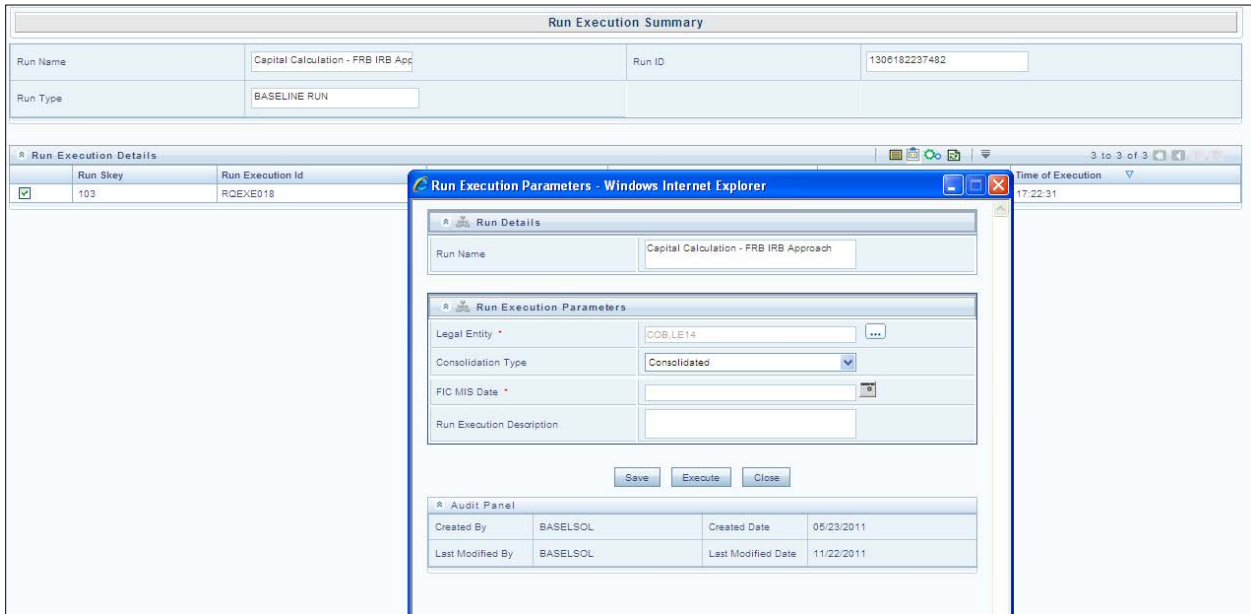 Run Execution Summary
Run Name Capital Calculation - FRB IRB App Run ID 1306182237482
Run Type BASELINE RUN
Run Execution Details 3 to 3 of 3
Run Skey Run Execution Id Time of Execution
103 RQEXE018 17:22:31
Run Execution Parameters - Windows Internet Explorer
Run Details
Run Name Capital Calculation - FRB IRB Approach
Run Execution Parameters
Legal Entity * COB,LE14 ...
Consolidation Type Consolidated
FIC MIS Date *
Run Execution Description
Save Execute Close
Audit Panel
Created By BASELSOL Created Date 05/23/2011
Last Modified By BASELSOL Last Modified Date 11/22/2011